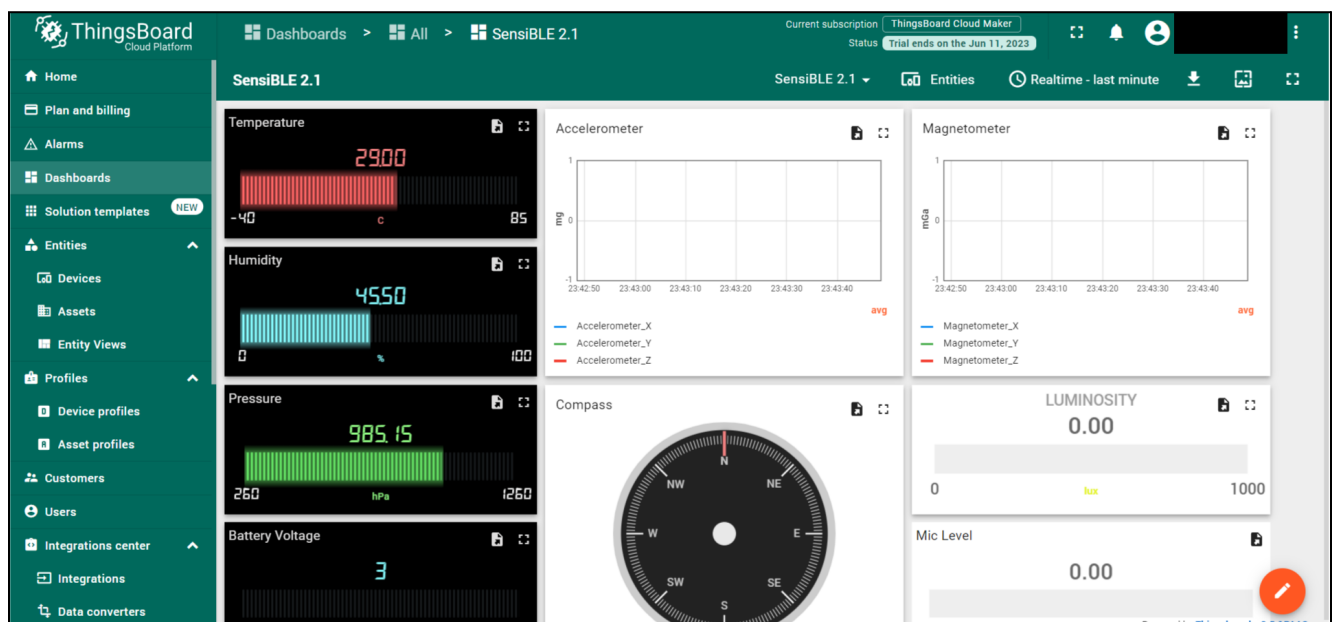 ThingsBoard
Cloud Platform
Dashboards > All > SensiBLE 2.1
Current subscription ThingsBoard Cloud Maker
Status Trial ends on the Jun 11, 2023
Home
Plan and billing
Alarms
Dashboards
Solution templates NEW
Entities
Devices
Assets
Entity Views
Profiles
Device profiles
Asset profiles
Customers
Users
Integrations center
Integrations
Data converters
SensiBLE 2.1
SensiBLE 2.1 Entities Realtime - last minute
Temperature
29.00
-40 C 85
Humidity
45.50
0 % 100
Pressure
985.15
260 hPa 1260
Battery Voltage
3
Accelerometer
1
mg 0
-1
23:42:50 23:43:00 23:43:10 23:43:20 23:43:30 23:43:40
avg
Accelerometer_X
Accelerometer_Y
Accelerometer_Z
Magnetometer
1
mGa 0
-1
23:42:50 23:43:00 23:43:10 23:43:20 23:43:30 23:43:40
avg
Magnetometer_X
Magnetometer_Y
Magnetometer_Z
Compass
N
NW NE
W E
SW SE
S
LUMINOSITY
0.00
0 lux 1000
Mic Level
0.00